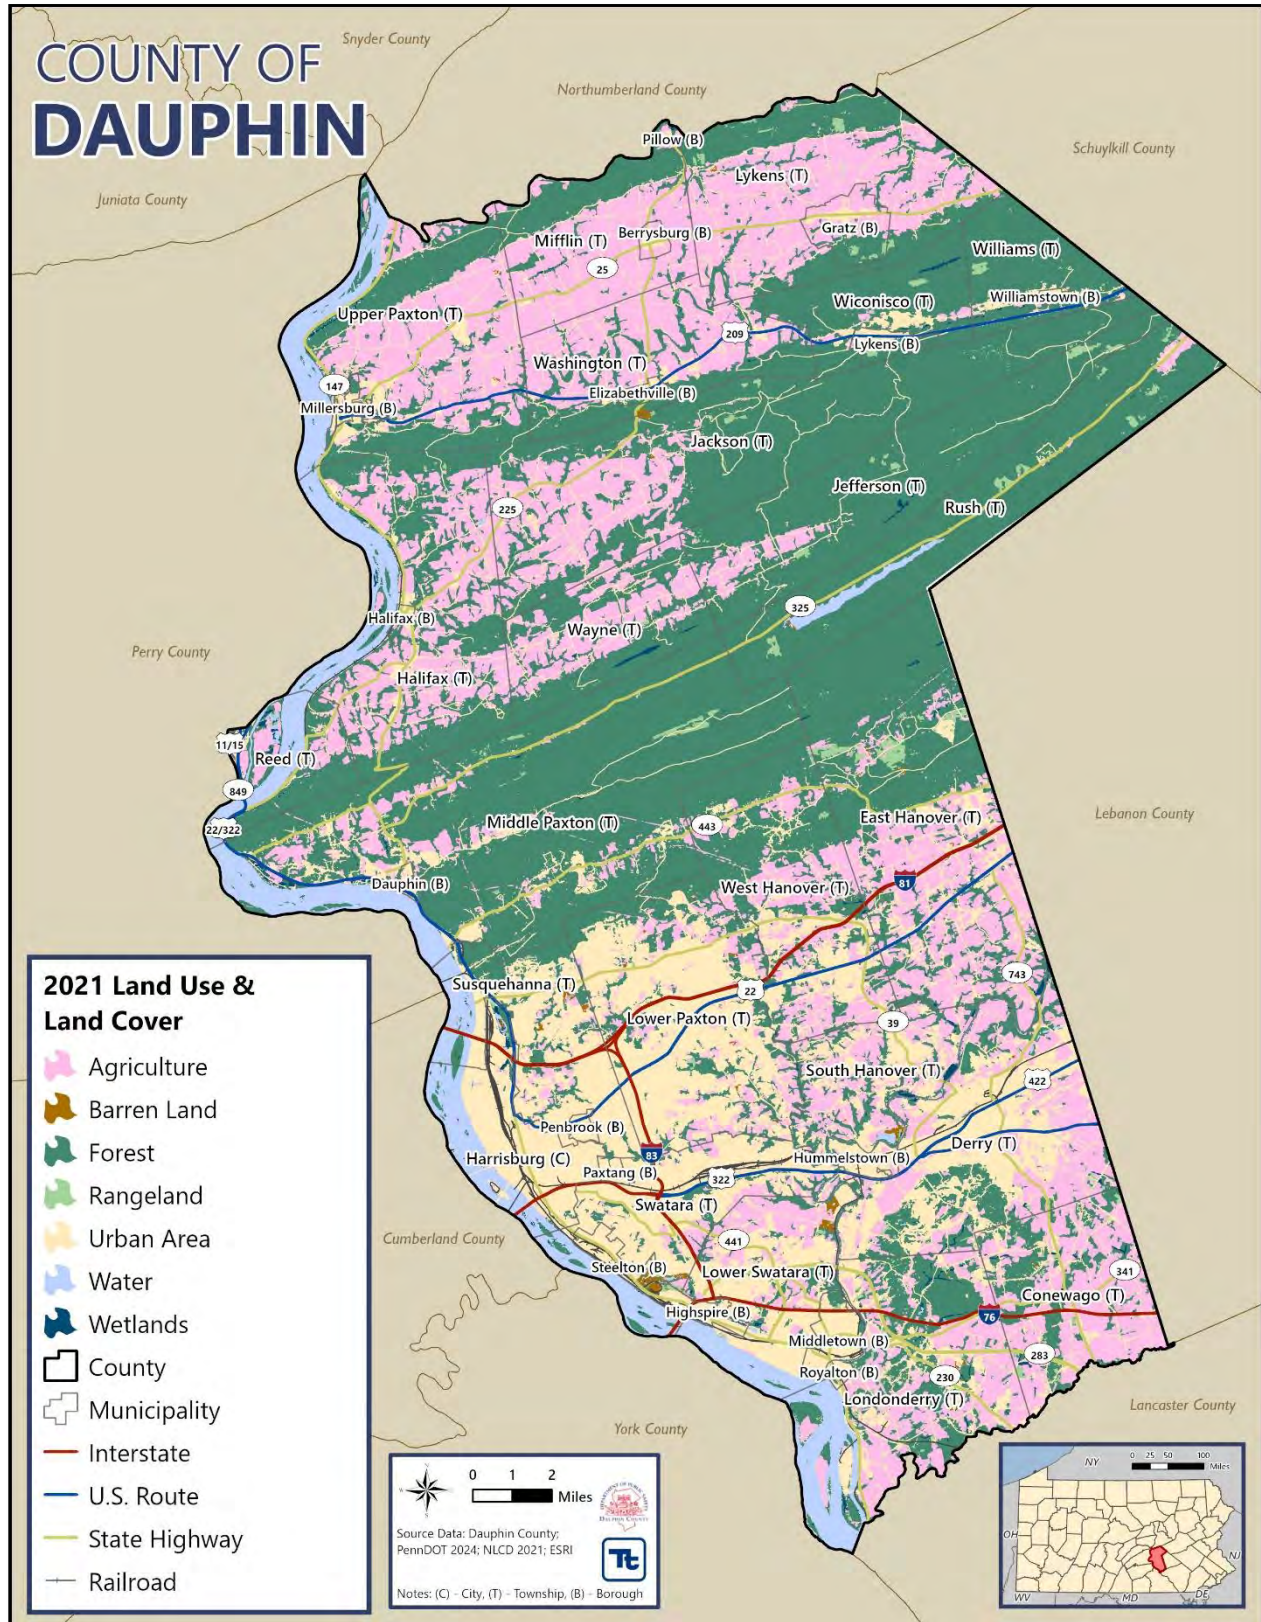 COUNTY OF
DAUPHIN
Snyder County
Northumberland County
Schuylkill County
Juniata County
Pillow (B)
Lykens (T)
Mifflin (T)
Berrysburg (B)
Gratz (B)
Williams (T)
25
Upper Paxton (T)
Wiconisco (T)
Williamstown (B)
209
Lykens (B)
Washington (T)
147
Elizabethville (B)
Millersburg (B)
Jackson (T)
Jefferson (T)
225
Rush (T)
325
Halifax (B)
Wayne (T)
Perry County
Halifax (T)
11/15
Reed (T)
849
22/322
Middle Paxton (T)
443
East Hanover (T)
Lebanon County
Dauphin (B)
West Hanover (T)
81
743
Susquehanna (T)
22
Lower Paxton (T)
39
South Hanover (T)
422
Penbrook (B)
Derry (T)
Harrisburg (C)
83
Hummelstown (B)
Paxtang (B)
322
Swatara (T)
Cumberland County
441
Steelton (B)
Lower Swatara (T)
341
Highspire (B)
Conewago (T)
76
Middletown (B)
283
Royalton (B)
230
Londonderry (T)
York County
Lancaster County
2021 Land Use &
Land Cover
Agriculture
Barren Land
Forest
Rangeland
Urban Area
Water
Wetlands
County
Municipality
Interstate
U.S. Route
State Highway
Railroad
0 1 2
Miles
DAUPHIN COUNTY
Source Data: Dauphin County;
PennDOT 2024; NLCD 2021; ESRI
Tt
Notes: (C) - City, (T) - Township, (B) - Borough
0 25 50 100
Miles
NY
OH
NJ
WV
MD
DE